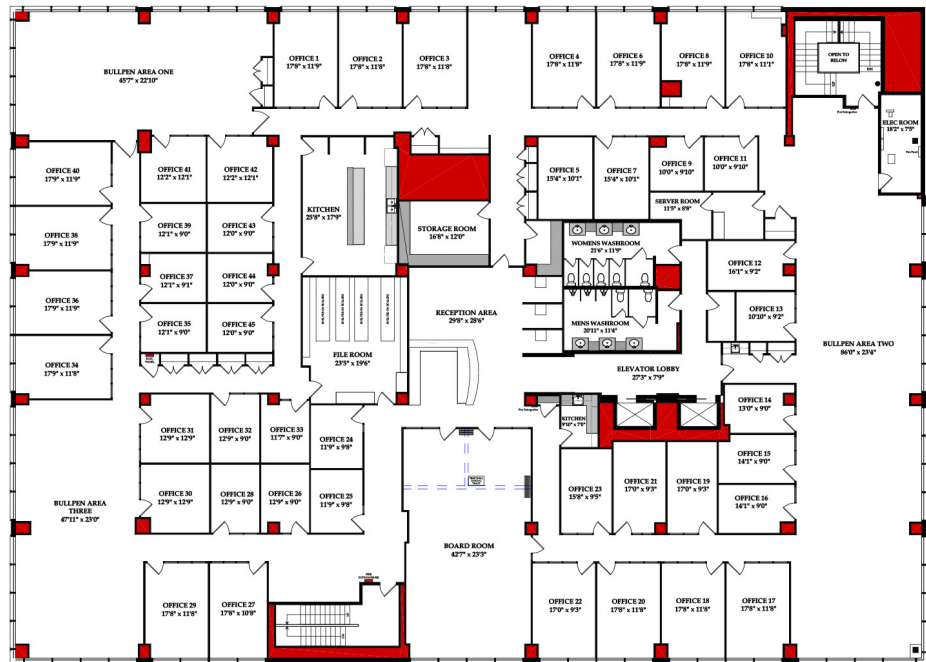 OFFICE 1
17'8" x 11'9"
OFFICE 2
17'8" x 11'8"
OFFICE 3
17'8" x 11'8"
OFFICE 4
17'8" x 11'8"
OFFICE 6
17'8" x 11'9"
OFFICE 8
17'8" x 11'9"
OFFICE 10
17'8" x 11'1"
OPEN TO
BELOW
BULLPEN AREA ONE
45'7" x 22'10"
ELEC ROOM
18'2" x 7'5"
OFFICE 40
17'9" x 11'9"
OFFICE 41
12'2" x 12'1"
OFFICE 42
12'2" x 12'1"
OFFICE 5
15'4" x 10'1"
OFFICE 7
15'4" x 10'1"
OFFICE 9
10'0" x 9'10"
OFFICE 11
10'0" x 9'10"
SERVER ROOM
11'5" x 8'8"
KITCHEN
25'8" x 17'9"
STORAGE ROOM
16'8" x 12'0"
OFFICE 38
17'9" x 11'9"
OFFICE 39
12'1" x 9'0"
OFFICE 43
12'0" x 9'0"
WOMENS WASHROOM
21'6" x 11'9"
OFFICE 12
16'1" x 9'2"
OFFICE 36
17'9" x 11'9"
OFFICE 37
12'1" x 9'1"
OFFICE 44
12'0" x 9'0"
OFFICE 35
12'1" x 9'0"
OFFICE 45
12'0" x 9'0"
RECEPTION AREA
29'8" x 28'6"
MENS WASHROOM
20'11" x 11'4"
OFFICE 13
10'10" x 9'2"
BULLPEN AREA TWO
86'0" x 23'4"
OFFICE 34
17'9" x 11'8"
FILE ROOM
23'5" x 19'6"
ELEVATOR LOBBY
27'3" x 7'9"
OFFICE 31
12'9" x 12'9"
OFFICE 32
12'9" x 9'0"
OFFICE 33
11'7" x 9'0"
OFFICE 24
11'9" x 9'8"
KITCHEN
9'10" x 7'0"
OFFICE 14
13'0" x 9'0"
OFFICE 15
14'1" x 9'0"
OFFICE 16
14'1" x 9'0"
BULLPEN AREA
THREE
47'11" x 23'0"
OFFICE 30
12'9" x 12'9"
OFFICE 28
12'9" x 9'0"
OFFICE 26
12'9" x 9'0"
OFFICE 25
11'9" x 9'8"
OFFICE 23
15'8" x 9'5"
OFFICE 21
17'0" x 9'3"
OFFICE 19
17'0" x 9'3"
BOARD ROOM
42'7" x 23'3"
OFFICE 29
17'8" x 11'8"
OFFICE 27
17'8" x 10'8"
OFFICE 22
17'0" x 9'3"
OFFICE 20
17'8" x 11'8"
OFFICE 18
17'8" x 11'8"
OFFICE 17
17'8" x 11'8"